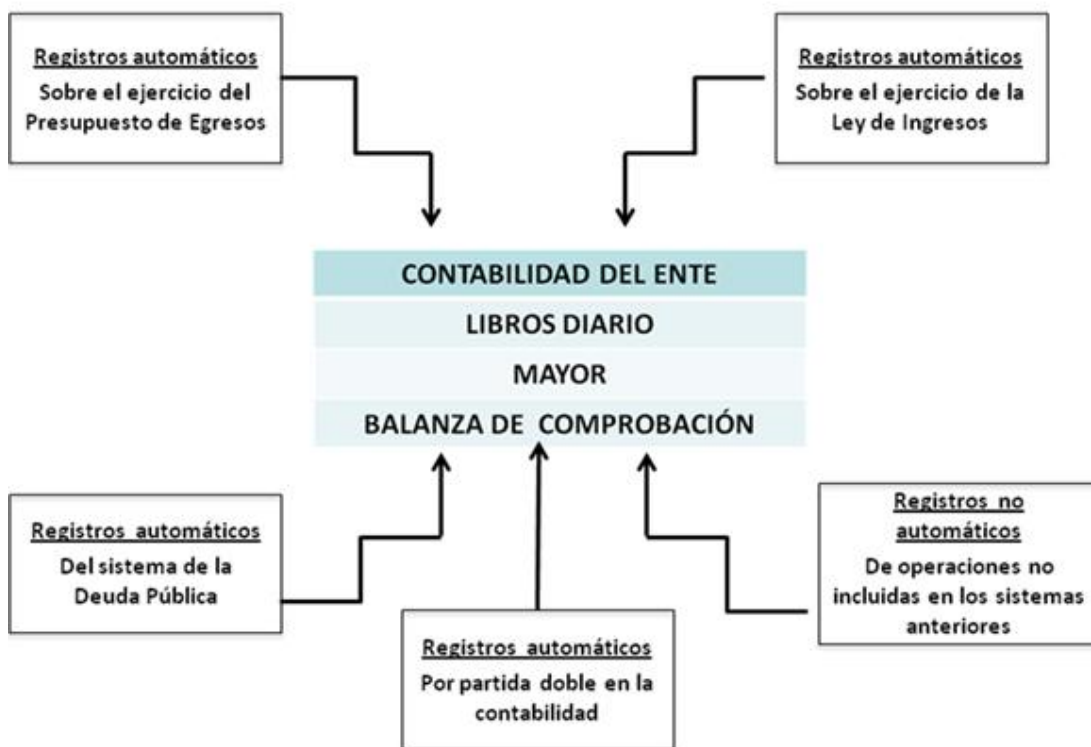 Registros automáticos
Sobre el ejercicio del
Presupuesto de Egresos
Registros automáticos
Sobre el ejercicio de la
Ley de Ingresos
CONTABILIDAD DEL ENTE
LIBROS DIARIO
MAYOR
BALANZA DE COMPROBACIÓN
Registros automáticos
Del sistema de la
Deuda Pública
Registros automáticos
Por partida doble en la
contabilidad
Registros no
automáticos
De operaciones no
incluidas en los sistemas
anteriores